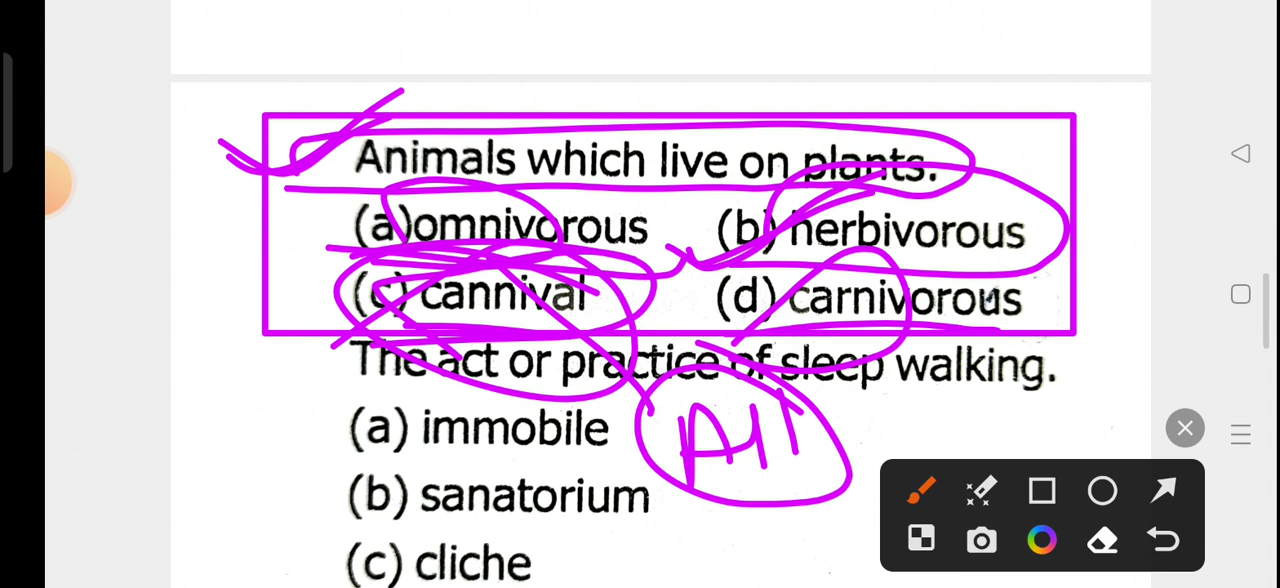 Animals which live on plants.
(a)omnivorous (b) herbivorous
(c) cannival (d) carnivorous
The act or practice of sleep walking.
(a) immobile
All
(b) sanatorium
(c) cliche